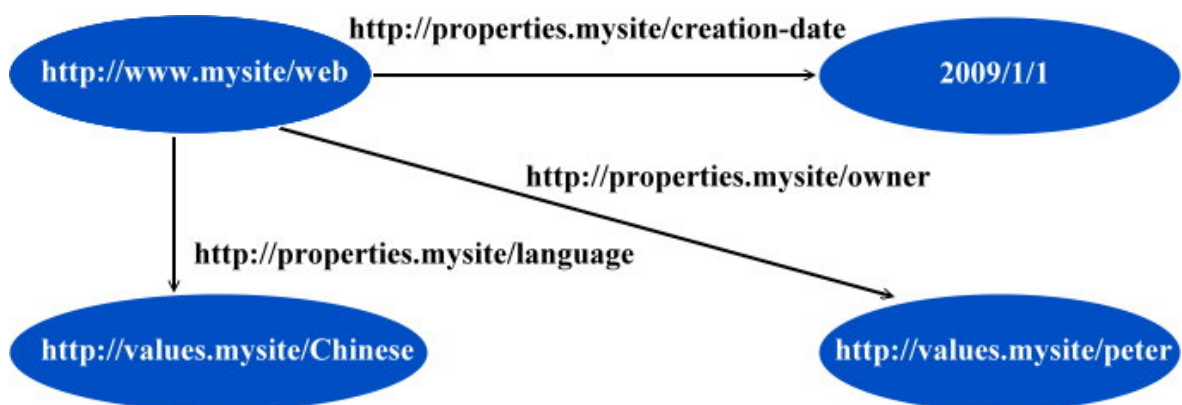 http://properties.mysite/creation-date
http://www.mysite/web
2009/1/1
http://properties.mysite/owner
http://properties.mysite/language
http://values.mysite/Chinese
http://values.mysite/peter